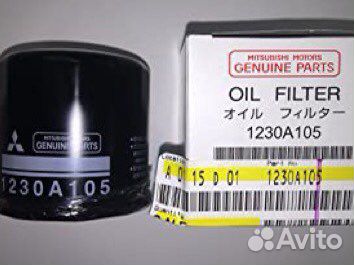 MITSUBISHI MOTORS
GENUINE PARTS
1230A105
MITSUBISHI MOTORS
GENUINE PARTS
OIL FILTER
オイル フィルター
1230A105
Part No.
15 D 01 1230A105
Avito